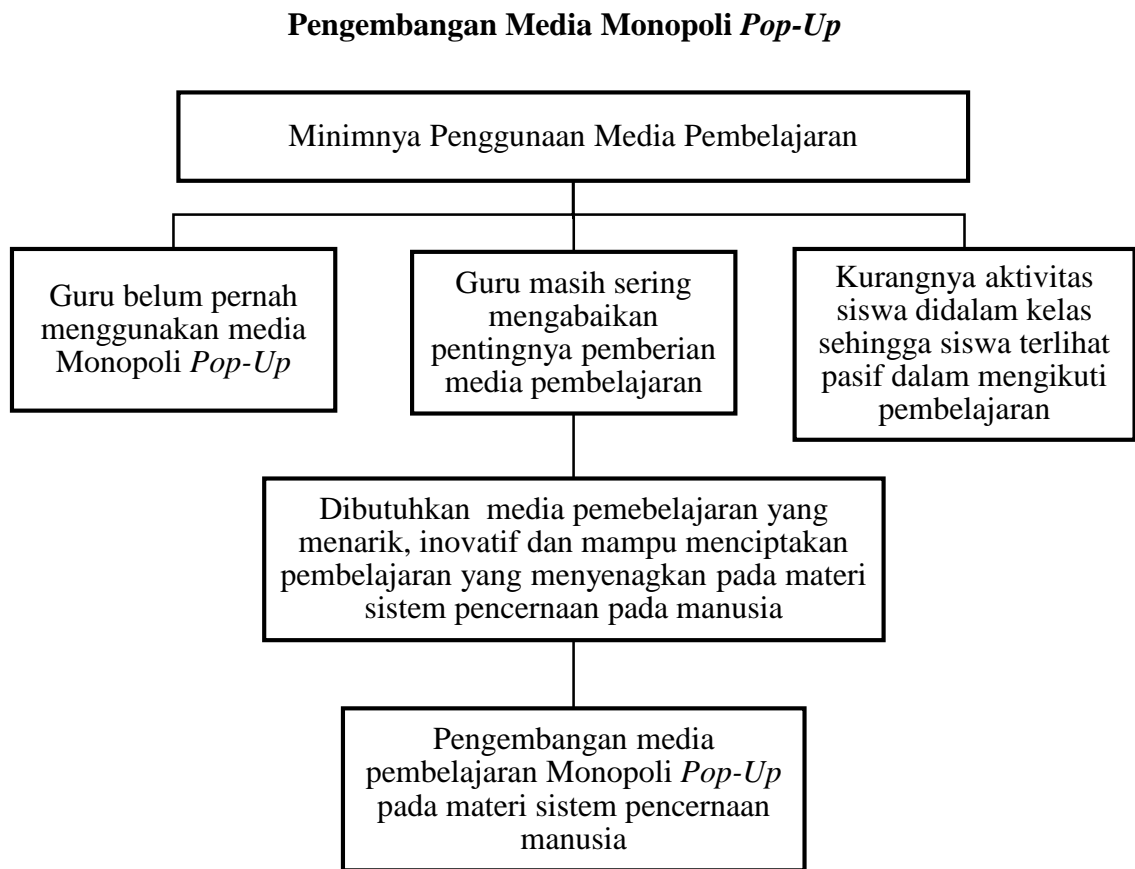 Pengembangan Media Monopoli Pop-Up
Minimnya Penggunaan Media Pembelajaran
Guru belum pernah
menggunakan media
Monopoli Pop-Up
Guru masih sering
mengabaikan
pentingnya pemberian
media pembelajaran
Kurangnya aktivitas
siswa didalam kelas
sehingga siswa terlihat
pasif dalam mengikuti
pembelajaran
Dibutuhkan media pemebelajaran yang
menarik, inovatif dan mampu menciptakan
pembelajaran yang menyenagkan pada materi
sistem pencernaan pada manusia
Pengembangan media
pembelajaran Monopoli Pop-Up
pada materi sistem pencernaan
manusia